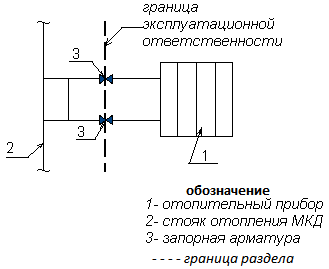 граница
эксплуатационной
ответственности
3
3
2
1
обозначение
1- отопительный прибор
2- стояк отопления МКД
3- запорная арматура
- - - - граница раздела